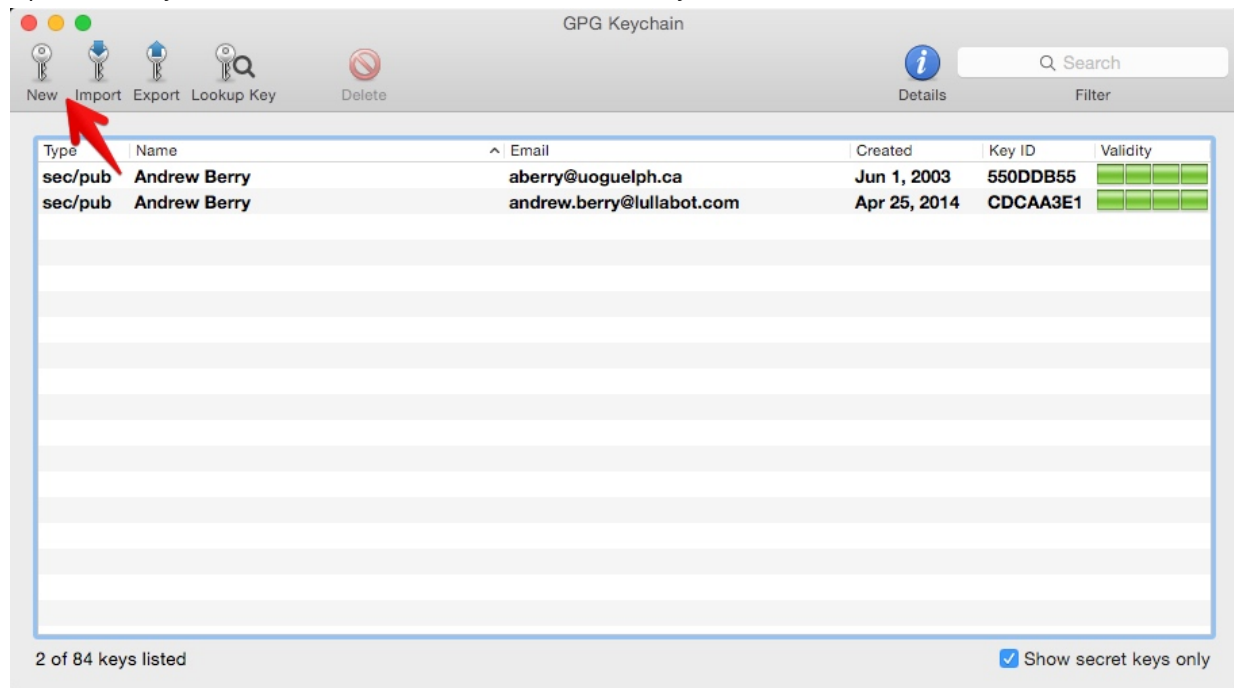 GPG Keychain
New Import Export Lookup Key Delete Details Search
Filter
Type Name Email Created Key ID Validity
sec/pub Andrew Berry aberry@uoguelph.ca Jun 1, 2003 550DDB55
sec/pub Andrew Berry andrew.berry@lullabot.com Apr 25, 2014 CDCAA3E1
2 of 84 keys listed Show secret keys only